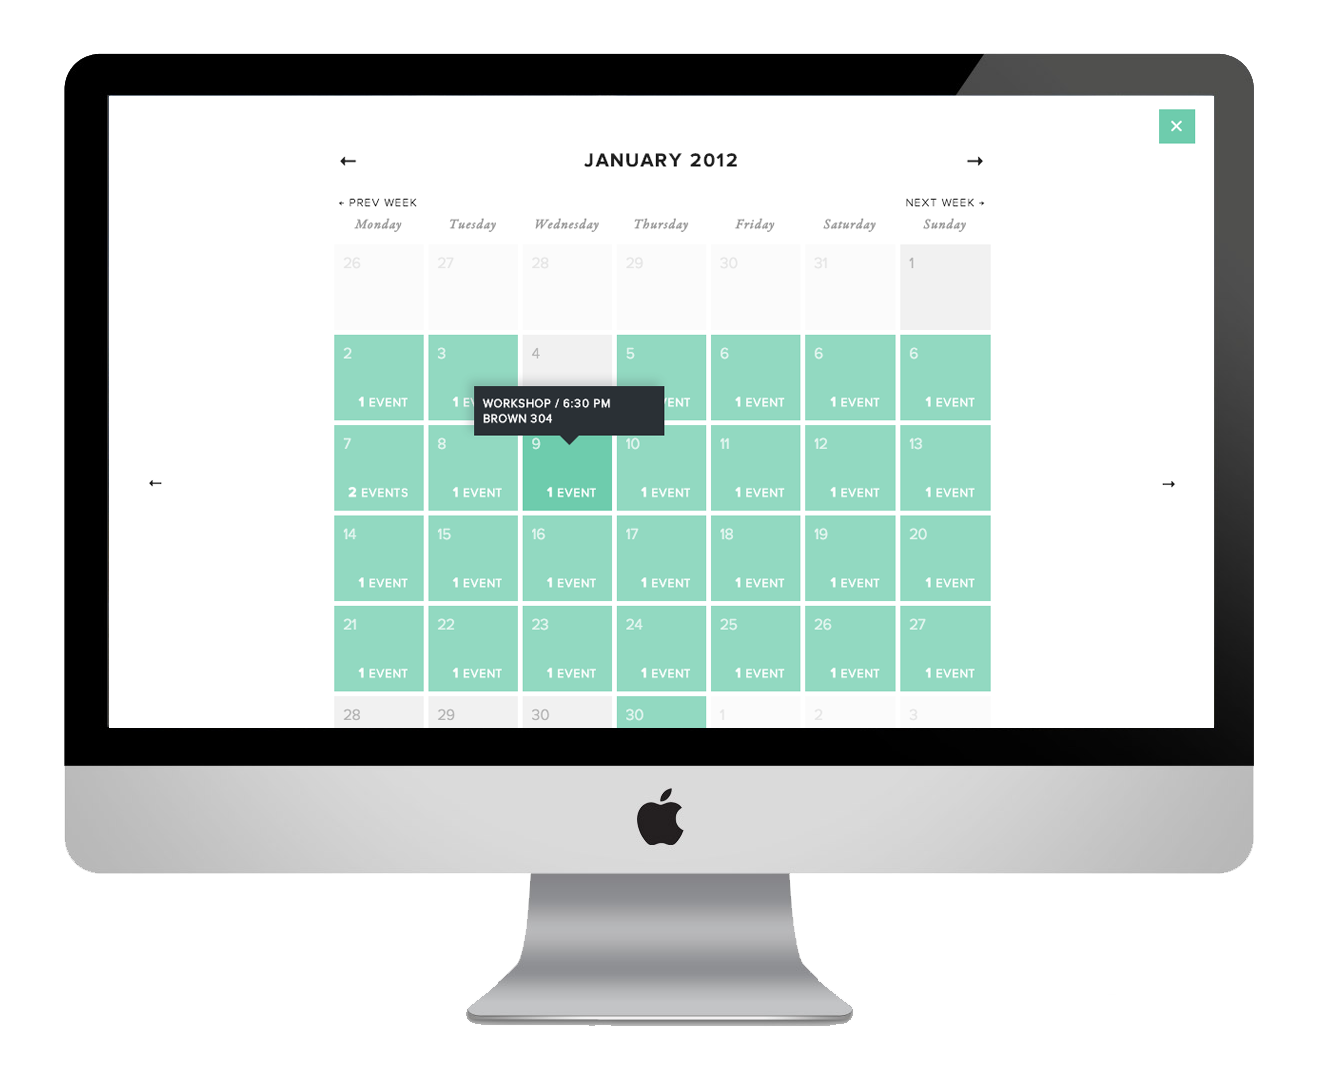 JANUARY 2012
← PREV WEEK
NEXT WEEK →
Monday Tuesday Wednesday Thursday Friday Saturday Sunday
26 27 28 29 30 31 1
2 3 4 5 6 6 6
1 EVENT 1 EV ENT 1 EVENT 1 EVENT 1 EVENT
WORKSHOP / 6:30 PM
BROWN 304
7 8 9 10 11 12 13
2 EVENTS 1 EVENT 1 EVENT 1 EVENT 1 EVENT 1 EVENT 1 EVENT
14 15 16 17 18 19 20
1 EVENT 1 EVENT 1 EVENT 1 EVENT 1 EVENT 1 EVENT 1 EVENT
21 22 23 24 25 26 27
1 EVENT 1 EVENT 1 EVENT 1 EVENT 1 EVENT 1 EVENT 1 EVENT
28 29 30 30 1 2 3